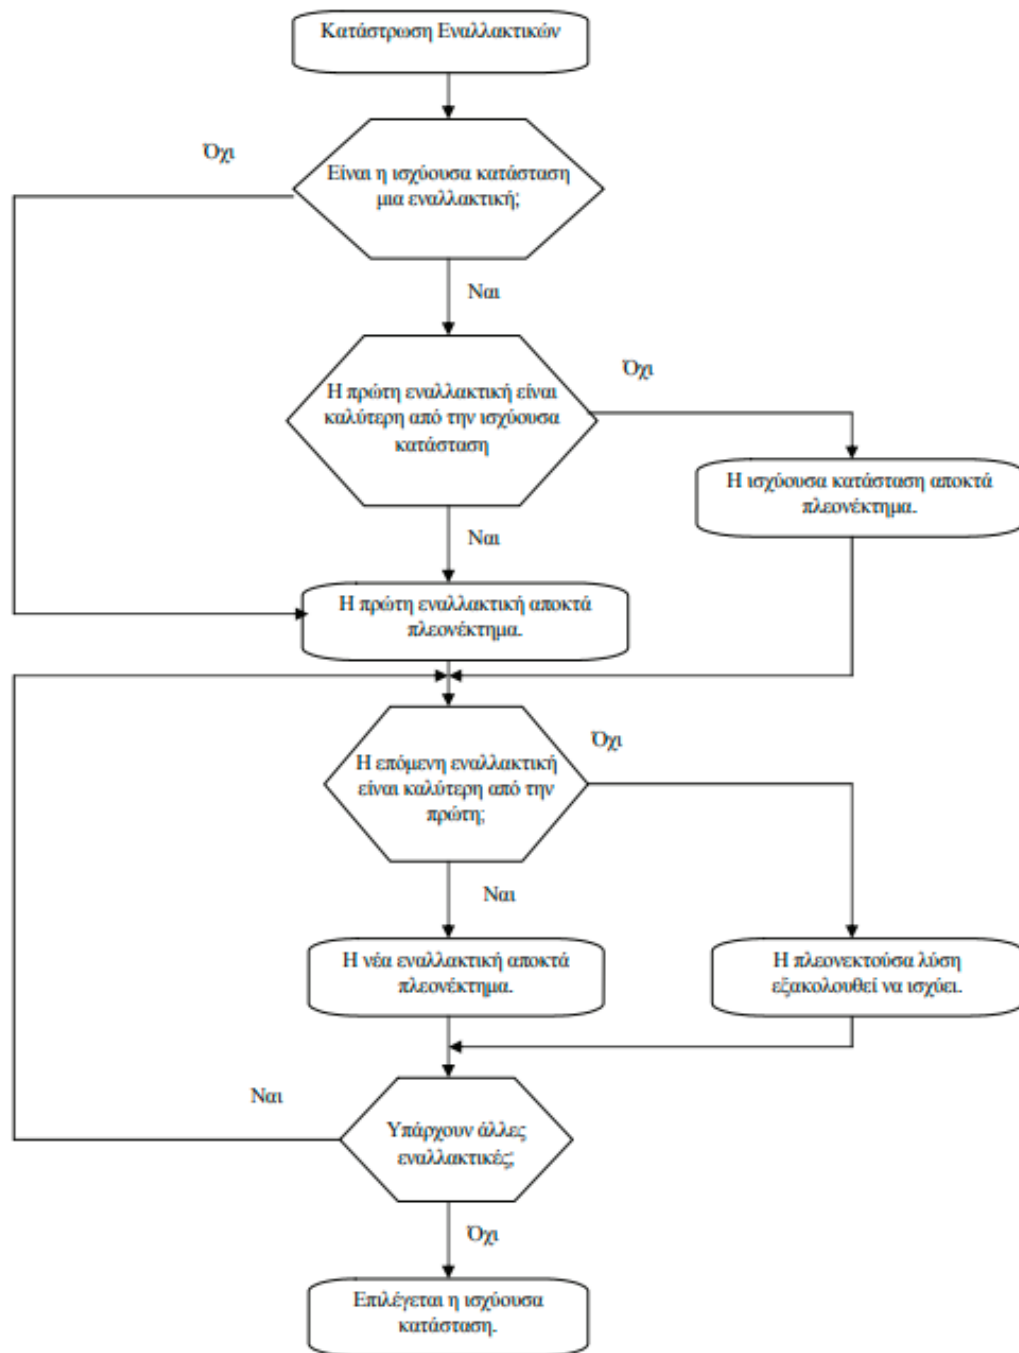 Κατάστρωση Εναλλακτικών
Όχι
Είναι η ισχύουσα κατάσταση
μια εναλλακτική;
Ναι
Όχι
Η πρώτη εναλλακτική είναι
καλύτερη από την ισχύουσα
κατάσταση
Η ισχύουσα κατάσταση αποκτά
πλεονέκτημα.
Ναι
Η πρώτη εναλλακτική αποκτά
πλεονέκτημα.
Όχι
Η επόμενη εναλλακτική
είναι καλύτερη από την
πρώτη;
Ναι
Η νέα εναλλακτική αποκτά
πλεονέκτημα.
Η πλεονεκτούσα λύση
εξακολουθεί να ισχύει.
Ναι
Υπάρχουν άλλες
εναλλακτικές;
Όχι
Επιλέγεται η ισχύουσα
κατάσταση.